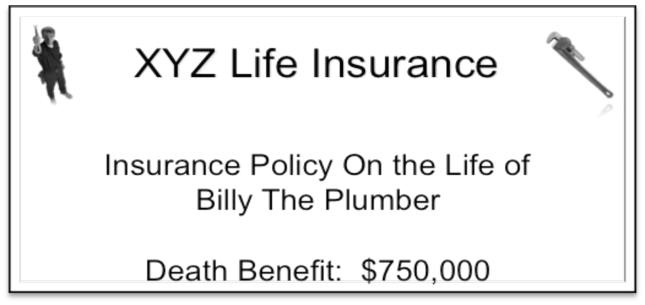 XYZ Life Insurance
Insurance Policy On the Life of
Billy The Plumber
Death Benefit:  $750,000